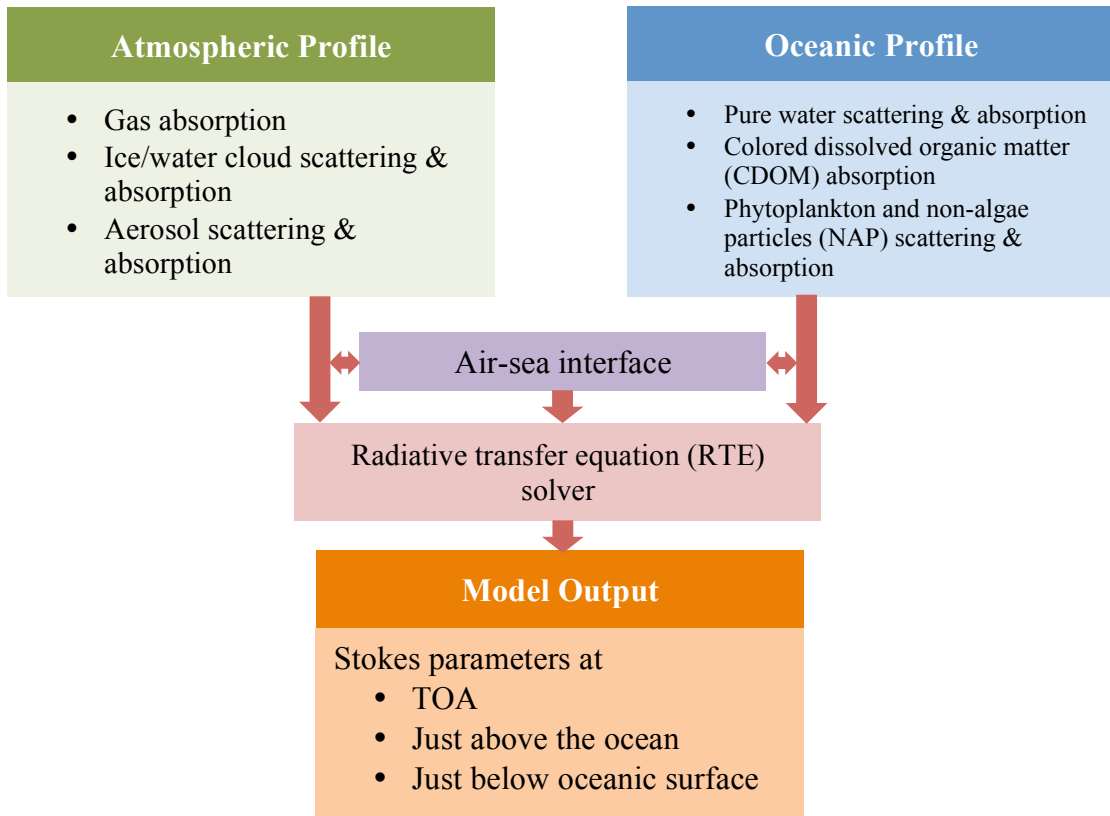 Atmospheric Profile
• Gas absorption
• Ice/water cloud scattering &
absorption
• Aerosol scattering &
absorption
Oceanic Profile
• Pure water scattering & absorption
• Colored dissolved organic matter
(CDOM) absorption
• Phytoplankton and non-algae
particles (NAP) scattering &
absorption
Air-sea interface
Radiative transfer equation (RTE)
solver
Model Output
Stokes parameters at
• TOA
• Just above the ocean
• Just below oceanic surface